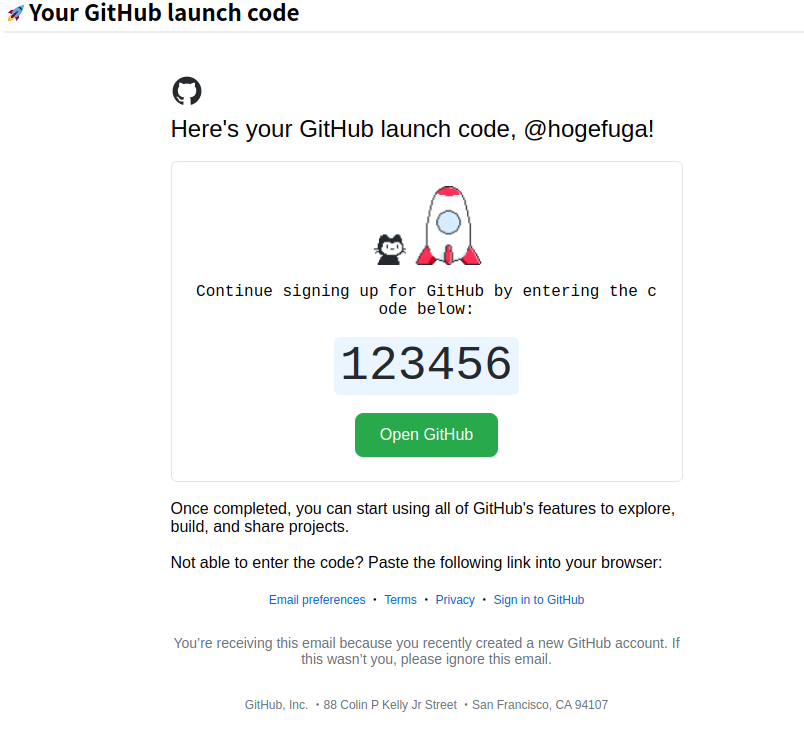 🚀 Your GitHub launch code
Here's your GitHub launch code, @hogefuga!
Continue signing up for GitHub by entering the c
ode below:
123456
Open GitHub
Once completed, you can start using all of GitHub's features to explore,
build, and share projects.
Not able to enter the code? Paste the following link into your browser:
Email preferences • Terms • Privacy • Sign in to GitHub
You’re receiving this email because you recently created a new GitHub account. If
this wasn’t you, please ignore this email.
GitHub, Inc. ・88 Colin P Kelly Jr Street ・San Francisco, CA 94107